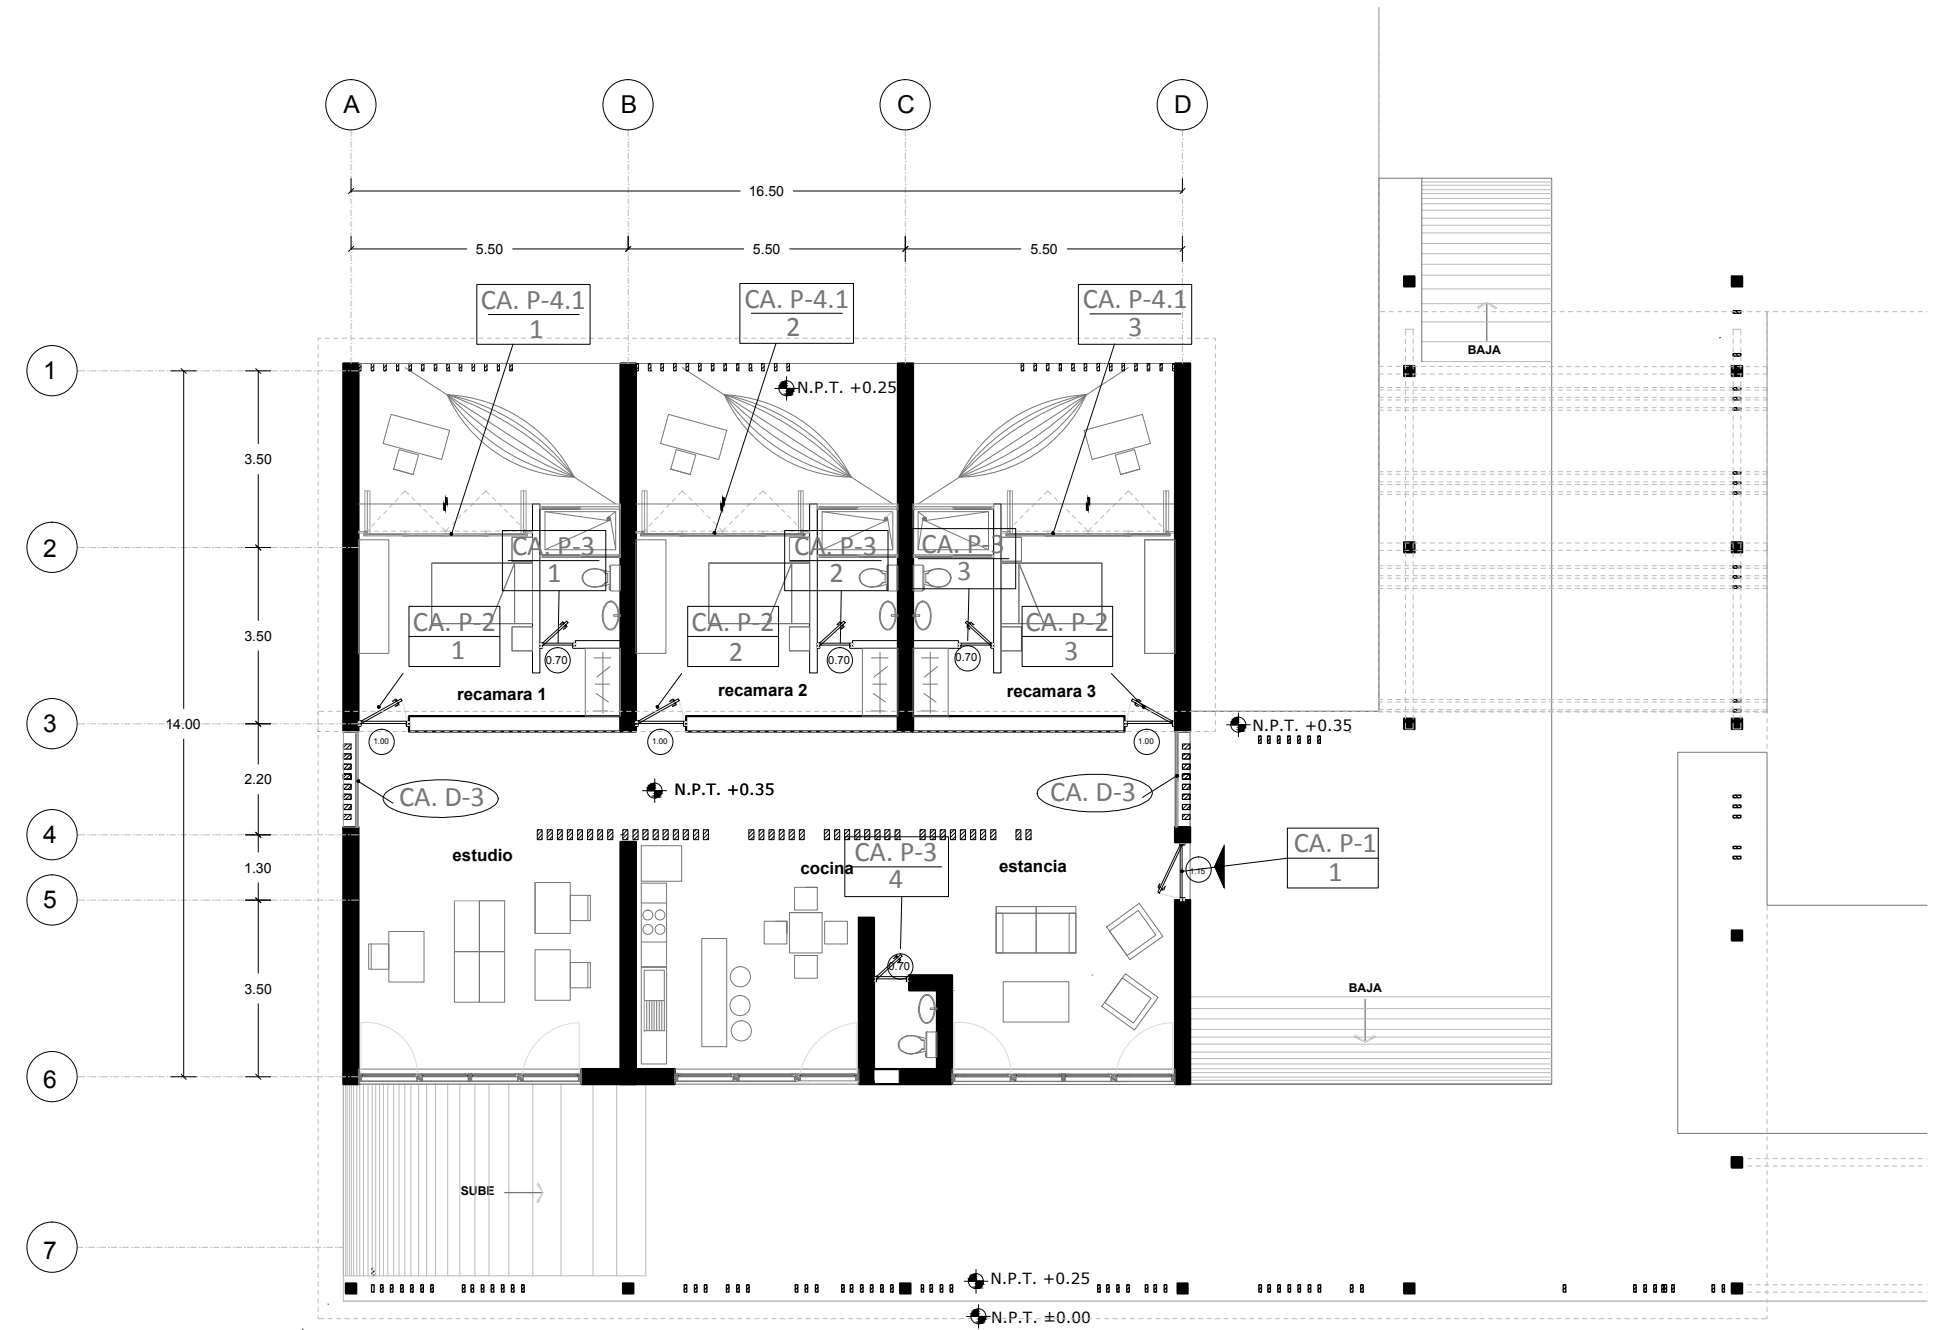 A B C D
16.50
5.50 5.50 5.50
CA. P-4.1
1
CA. P-4.1
2
CA. P-4.1
3
BAJA
1
N.P.T. +0.25
3.50
2
CA. P-3
1
CA. P-3
2
CA. P-3
3
CA. P-2
1
CA. P-2
2
CA. P-2
3
3.50
0.70
0.70
0.70
recamara 1
recamara 2
recamara 3
3
14.00
1.00
1.00
1.00
N.P.T. +0.35
2.20
CA. D-3
N.P.T. +0.35
CA. D-3
4
estudio
cocina
CA. P-3
4
estancia
CA. P-1
1
1.30
1.15
5
0.70
3.50
BAJA
6
SUBE
7
N.P.T. +0.25
N.P.T. ±0.00